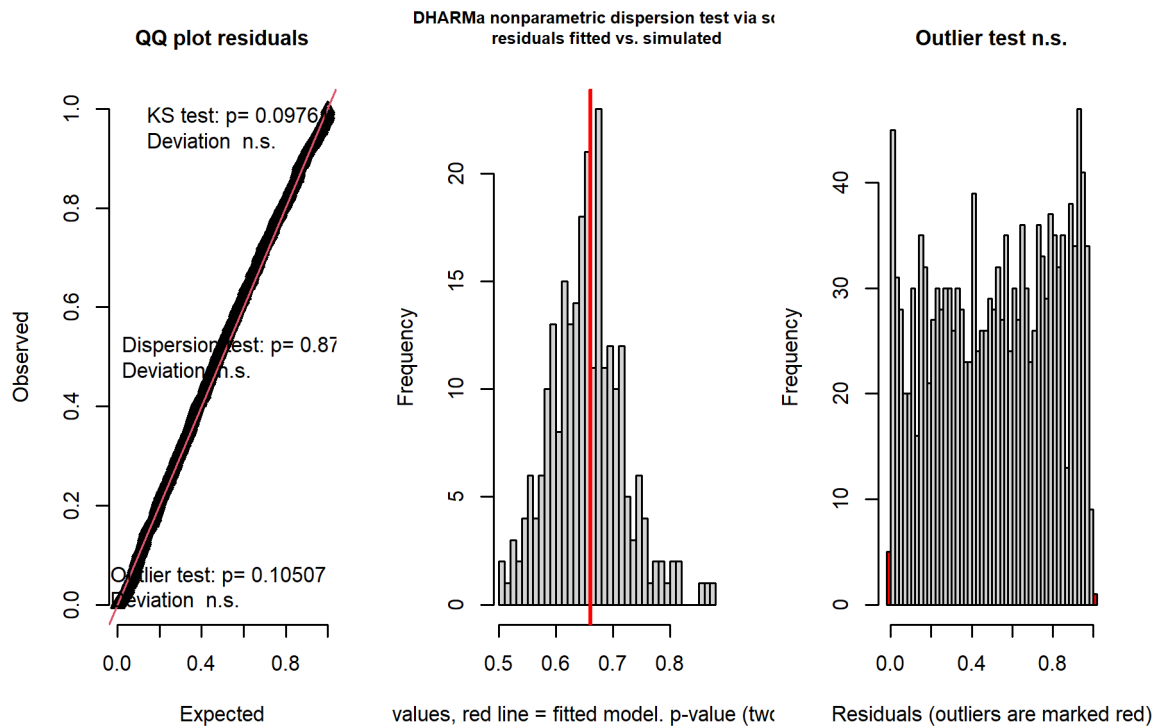 QQ plot residuals
KS test: p= 0.0976
Deviation n.s.
Dispersion test: p= 0.87
Deviation n.s.
Outlier test: p= 0.10507
Deviation n.s.
Observed
0.0 0.2 0.4 0.6 0.8 1.0
0.0 0.4 0.8
Expected
DHARMa nonparametric dispersion test via sd
residuals fitted vs. simulated
Frequency
0 5 10 15 20
0.5 0.6 0.7 0.8
values, red line = fitted model. p-value (two
Outlier test n.s.
Frequency
0 10 20 30 40
0.0 0.4 0.8
Residuals (outliers are marked red)